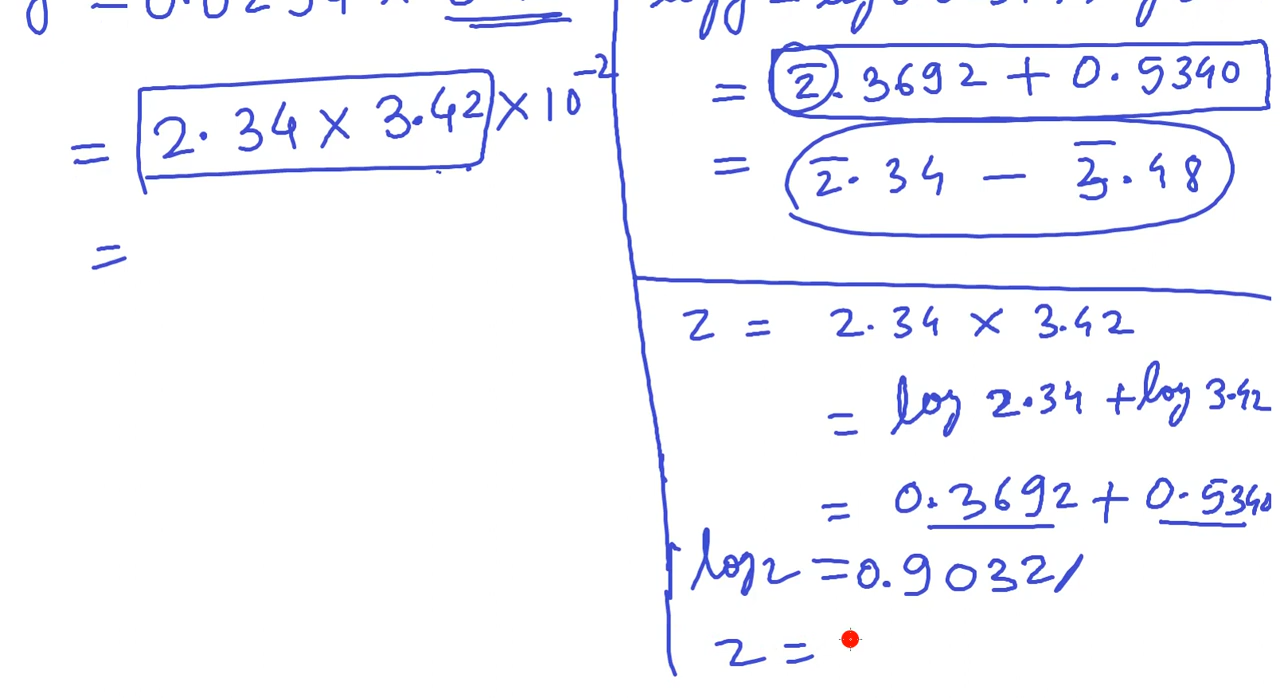 = 2.34 × 3.42 × 10⁻²
=
= 2̅.3692 + 0.5340
= 2̅.34 − 3̅.48
z = 2.34 × 3.42
= log 2.34 + log 3.42
= 0.3692 + 0.5340
log z = 0.9032
z =